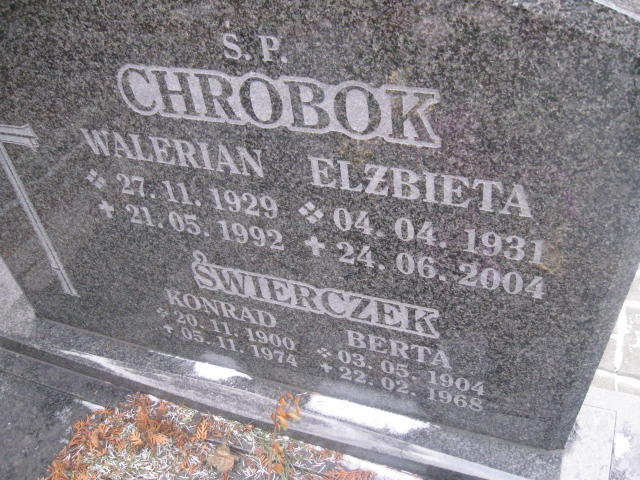 Ś.P.
CHROBOK
WALERIAN ELŻBIETA
27.11.1929 04.04.1931
21.05.1992 24.06.2004
ŚWIERCZEK
KONRAD BERTA
20.11.1900 03.05.1904
05.11.1974 22.02.1968